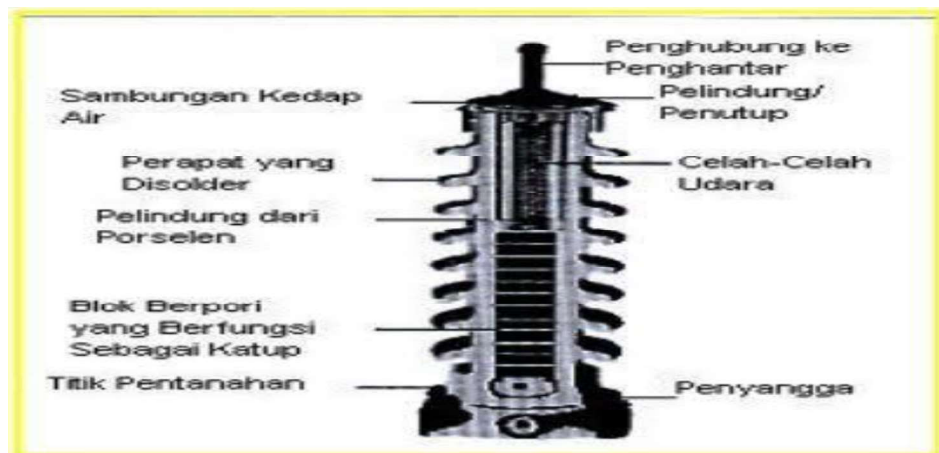 Penghubung ke
Penghantar
Sambungan Kedap
Air
Pelindung/
Penutup
Perapat yang
Disolder
Celah-Celah
Udara
Pelindung dari
Porselen
Blok Berpori
yang Berfungsi
Sebagai Katup
Titik Pentanahan
Penyangga